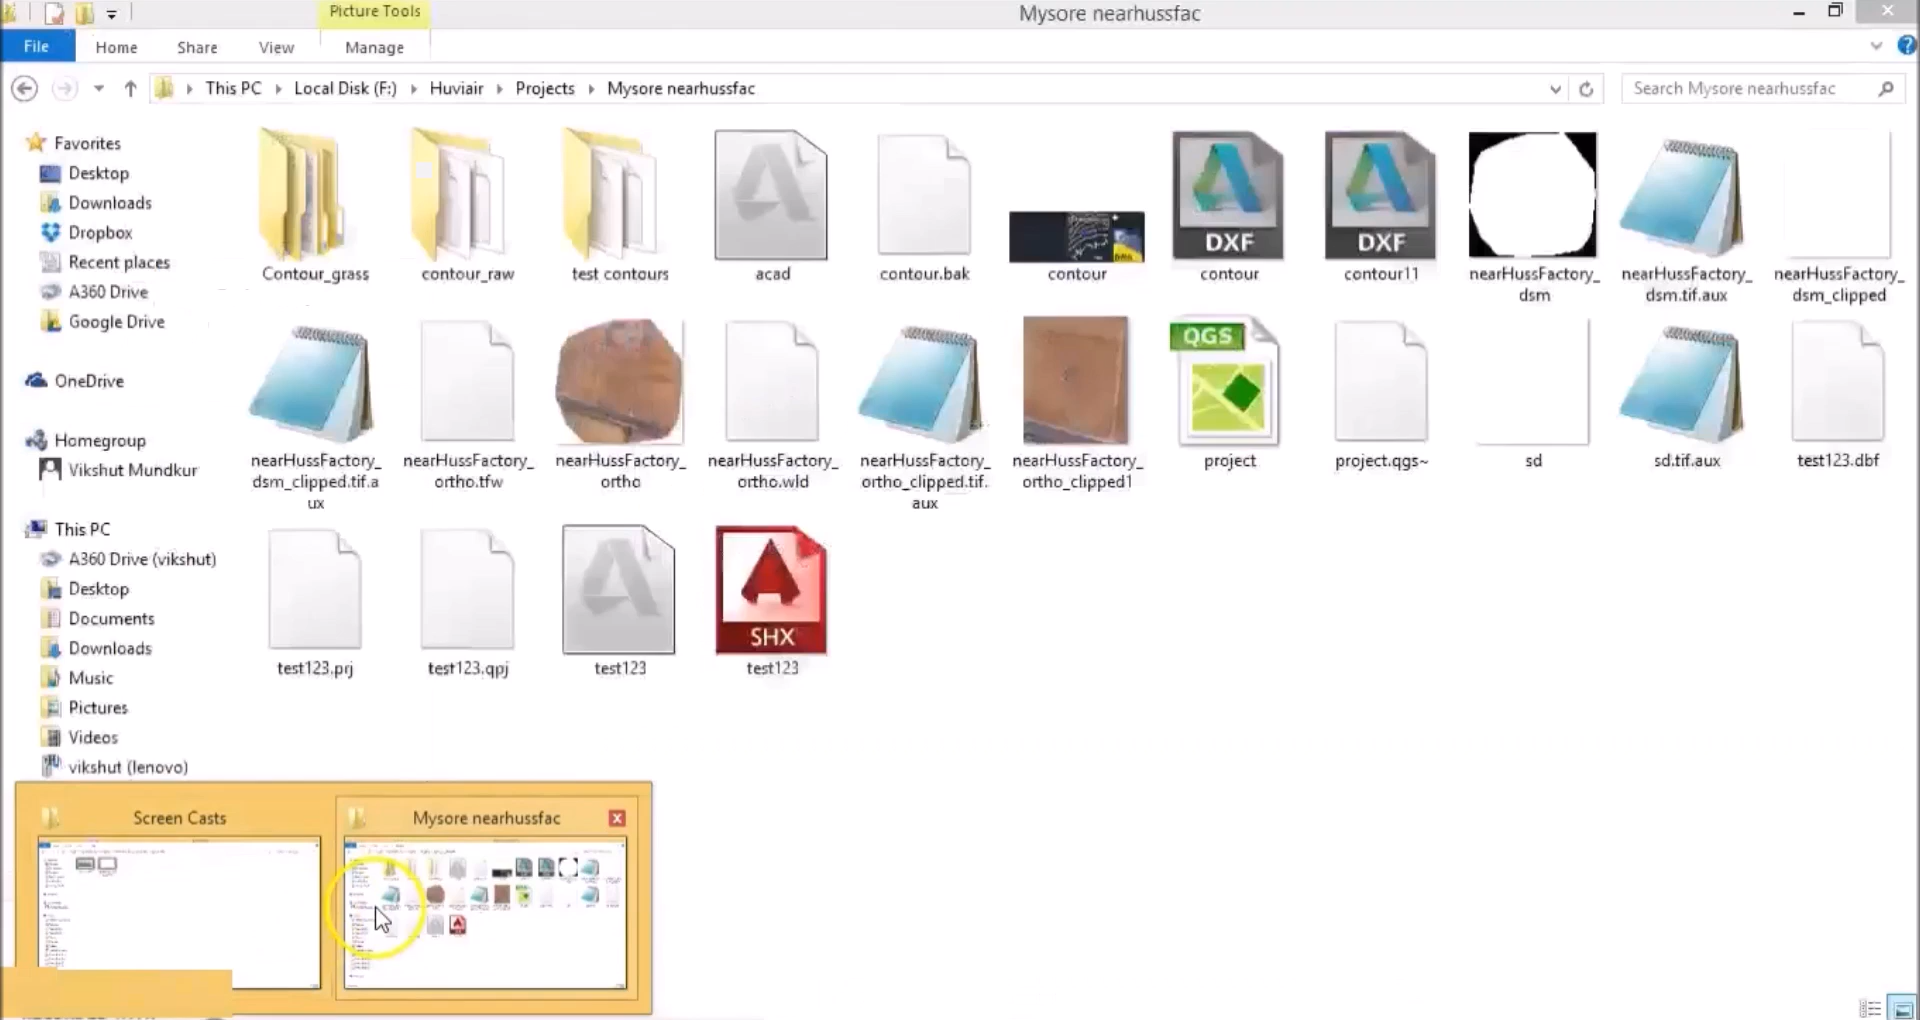 Picture Tools
Mysore nearhussfac
File Home Share View Manage
This PC Local Disk (F:) Huviair Projects Mysore nearhussfac
Search Mysore nearhussfac
Favorites
Desktop
Downloads
Dropbox
Recent places
A360 Drive
Google Drive
OneDrive
Homegroup
Vikshut Mundkur
This PC
A360 Drive (vikshut)
Desktop
Documents
Downloads
Music
Pictures
Videos
vikshut (lenovo)
Contour_grass
contour_raw
test contours
acad
contour.bak
contour
DXF
contour
DXF
contour11
nearHussFactory_
dsm
nearHussFactory_
dsm.tif.aux
nearHussFactory_
dsm_clipped
nearHussFactory_
dsm_clipped.tif.a
ux
nearHussFactory_
ortho.tfw
nearHussFactory_
ortho
nearHussFactory_
ortho.wld
nearHussFactory_
ortho_clipped.tif.
aux
nearHussFactory_
ortho_clipped1
QGS
project
project.qgs~
sd
sd.tif.aux
test123.dbf
test123.prj
test123.qpj
test123
SHX
test123
Screen Casts
Mysore nearhussfac